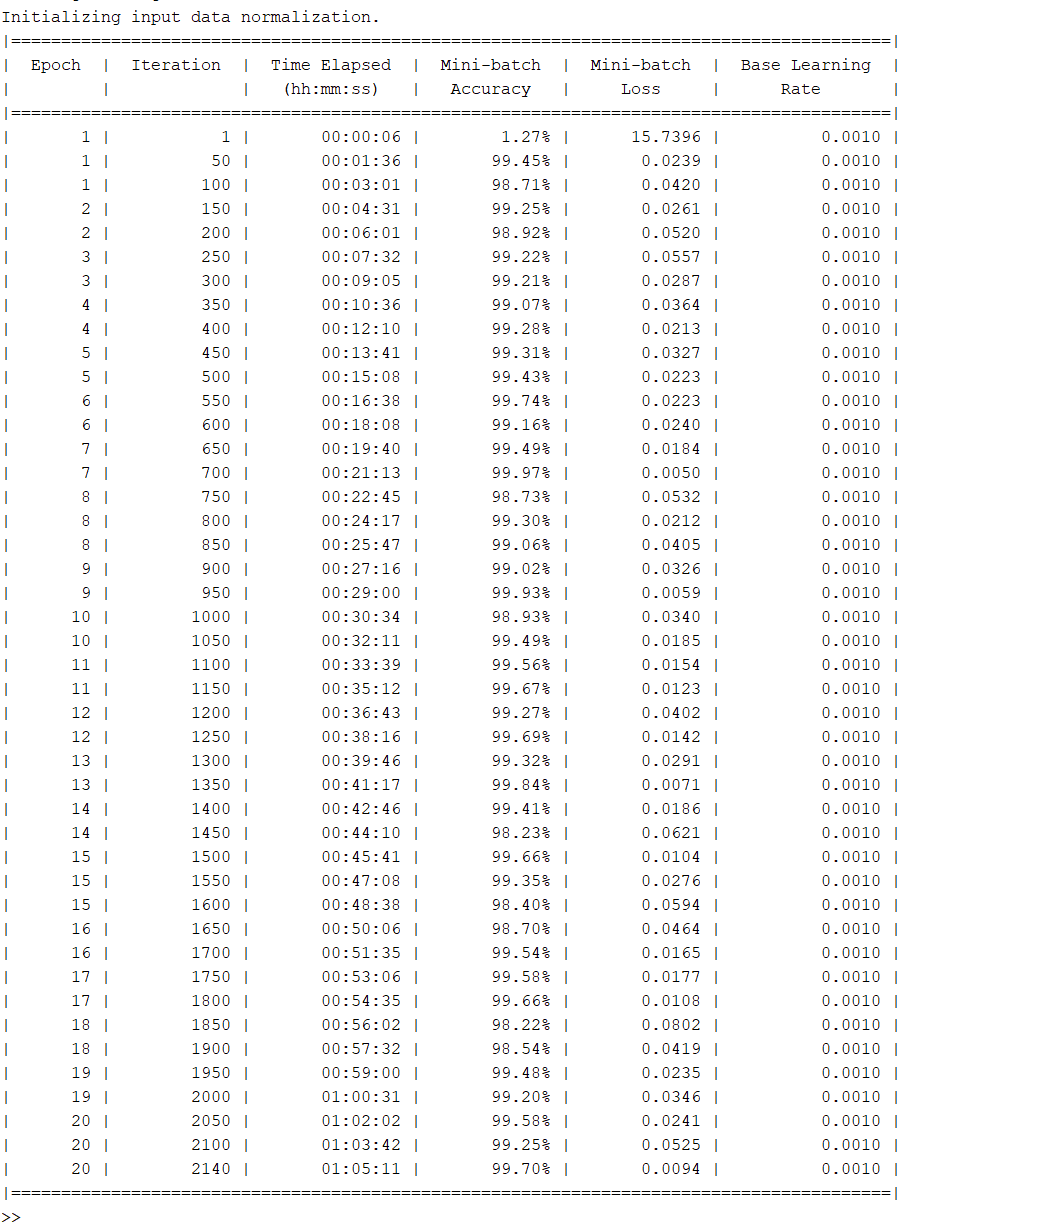 Initializing input data normalization.
|========================================================================================|
|  Epoch  |  Iteration  |  Time Elapsed  |  Mini-batch  |  Mini-batch  |  Base Learning  |
|         |             |   (hh:mm:ss)   |   Accuracy   |     Loss     |      Rate       |
|========================================================================================|
|       1 |           1 |       00:00:06 |        1.27% |      15.7396 |          0.0010 |
|       1 |          50 |       00:01:36 |       99.45% |       0.0239 |          0.0010 |
|       1 |         100 |       00:03:01 |       98.71% |       0.0420 |          0.0010 |
|       2 |         150 |       00:04:31 |       99.25% |       0.0261 |          0.0010 |
|       2 |         200 |       00:06:01 |       98.92% |       0.0520 |          0.0010 |
|       3 |         250 |       00:07:32 |       99.22% |       0.0557 |          0.0010 |
|       3 |         300 |       00:09:05 |       99.21% |       0.0287 |          0.0010 |
|       4 |         350 |       00:10:36 |       99.07% |       0.0364 |          0.0010 |
|       4 |         400 |       00:12:10 |       99.28% |       0.0213 |          0.0010 |
|       5 |         450 |       00:13:41 |       99.31% |       0.0327 |          0.0010 |
|       5 |         500 |       00:15:08 |       99.43% |       0.0223 |          0.0010 |
|       6 |         550 |       00:16:38 |       99.74% |       0.0223 |          0.0010 |
|       6 |         600 |       00:18:08 |       99.16% |       0.0240 |          0.0010 |
|       7 |         650 |       00:19:40 |       99.49% |       0.0184 |          0.0010 |
|       7 |         700 |       00:21:13 |       99.97% |       0.0050 |          0.0010 |
|       8 |         750 |       00:22:45 |       98.73% |       0.0532 |          0.0010 |
|       8 |         800 |       00:24:17 |       99.30% |       0.0212 |          0.0010 |
|       8 |         850 |       00:25:47 |       99.06% |       0.0405 |          0.0010 |
|       9 |         900 |       00:27:16 |       99.02% |       0.0326 |          0.0010 |
|       9 |         950 |       00:29:00 |       99.93% |       0.0059 |          0.0010 |
|      10 |        1000 |       00:30:34 |       98.93% |       0.0340 |          0.0010 |
|      10 |        1050 |       00:32:11 |       99.49% |       0.0185 |          0.0010 |
|      11 |        1100 |       00:33:39 |       99.56% |       0.0154 |          0.0010 |
|      11 |        1150 |       00:35:12 |       99.67% |       0.0123 |          0.0010 |
|      12 |        1200 |       00:36:43 |       99.27% |       0.0402 |          0.0010 |
|      12 |        1250 |       00:38:16 |       99.69% |       0.0142 |          0.0010 |
|      13 |        1300 |       00:39:46 |       99.32% |       0.0291 |          0.0010 |
|      13 |        1350 |       00:41:17 |       99.84% |       0.0071 |          0.0010 |
|      14 |        1400 |       00:42:46 |       99.41% |       0.0186 |          0.0010 |
|      14 |        1450 |       00:44:10 |       98.23% |       0.0621 |          0.0010 |
|      15 |        1500 |       00:45:41 |       99.66% |       0.0104 |          0.0010 |
|      15 |        1550 |       00:47:08 |       99.35% |       0.0276 |          0.0010 |
|      15 |        1600 |       00:48:38 |       98.40% |       0.0594 |          0.0010 |
|      16 |        1650 |       00:50:06 |       98.70% |       0.0464 |          0.0010 |
|      16 |        1700 |       00:51:35 |       99.54% |       0.0165 |          0.0010 |
|      17 |        1750 |       00:53:06 |       99.58% |       0.0177 |          0.0010 |
|      17 |        1800 |       00:54:35 |       99.66% |       0.0108 |          0.0010 |
|      18 |        1850 |       00:56:02 |       98.22% |       0.0802 |          0.0010 |
|      18 |        1900 |       00:57:32 |       98.54% |       0.0419 |          0.0010 |
|      19 |        1950 |       00:59:00 |       99.48% |       0.0235 |          0.0010 |
|      19 |        2000 |       01:00:31 |       99.20% |       0.0346 |          0.0010 |
|      20 |        2050 |       01:02:02 |       99.58% |       0.0241 |          0.0010 |
|      20 |        2100 |       01:03:42 |       99.25% |       0.0525 |          0.0010 |
|      20 |        2140 |       01:05:11 |       99.70% |       0.0094 |          0.0010 |
|========================================================================================|
>>